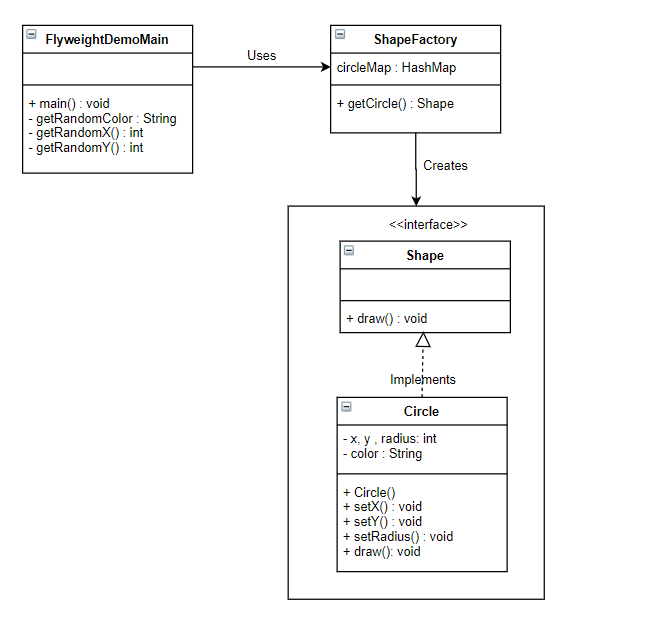 FlyweightDemoMain
+ main() : void
- getRandomColor : String
- getRandomX() : int
- getRandomY() : int
Uses
ShapeFactory
circleMap : HashMap
+ getCircle() : Shape
Creates
<<interface>>
Shape
+ draw() : void
Implements
Circle
- x, y , radius: int
- color : String
+ Circle()
+ setX() : void
+ setY() : void
+ setRadius() : void
+ draw(): void